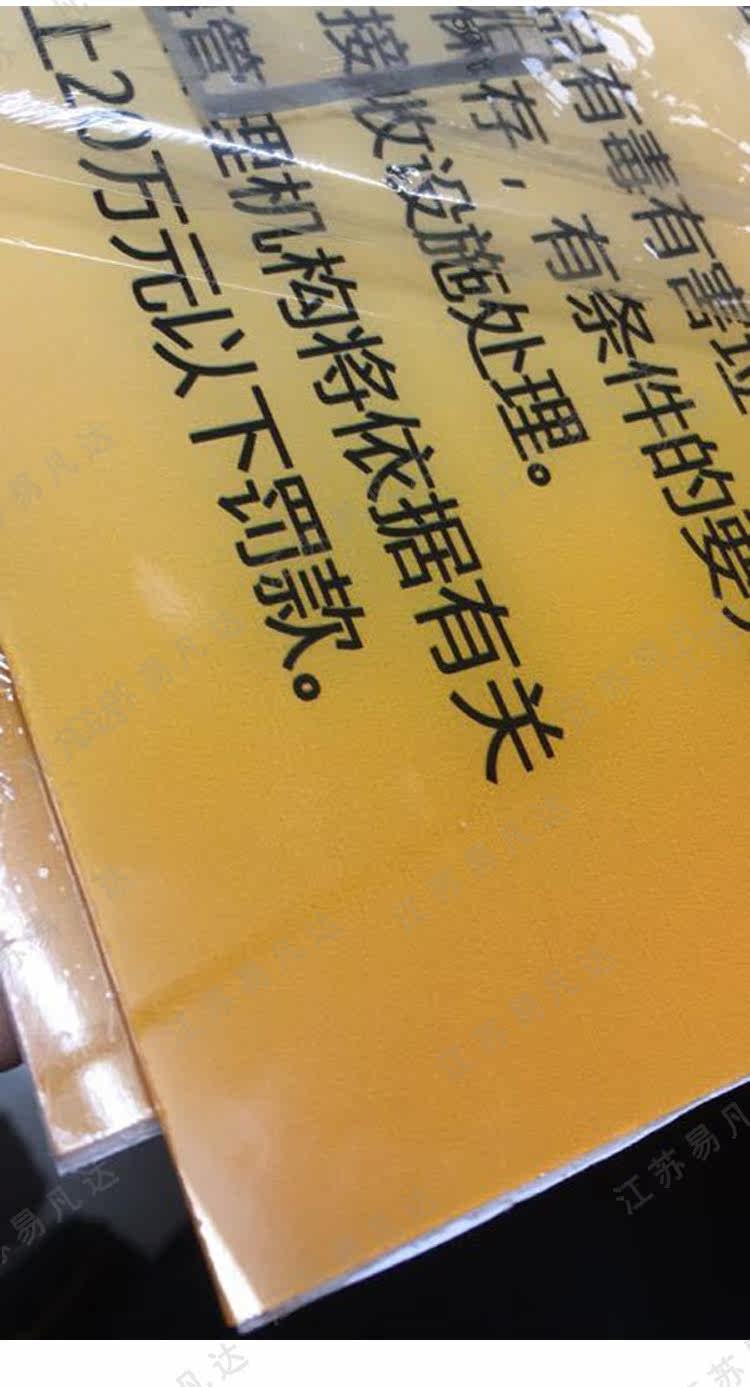 有毒有害垃
存，有条件的要
接收设施处理。
管理机构将依据有关
上20万元以下罚款。
江苏易凡达